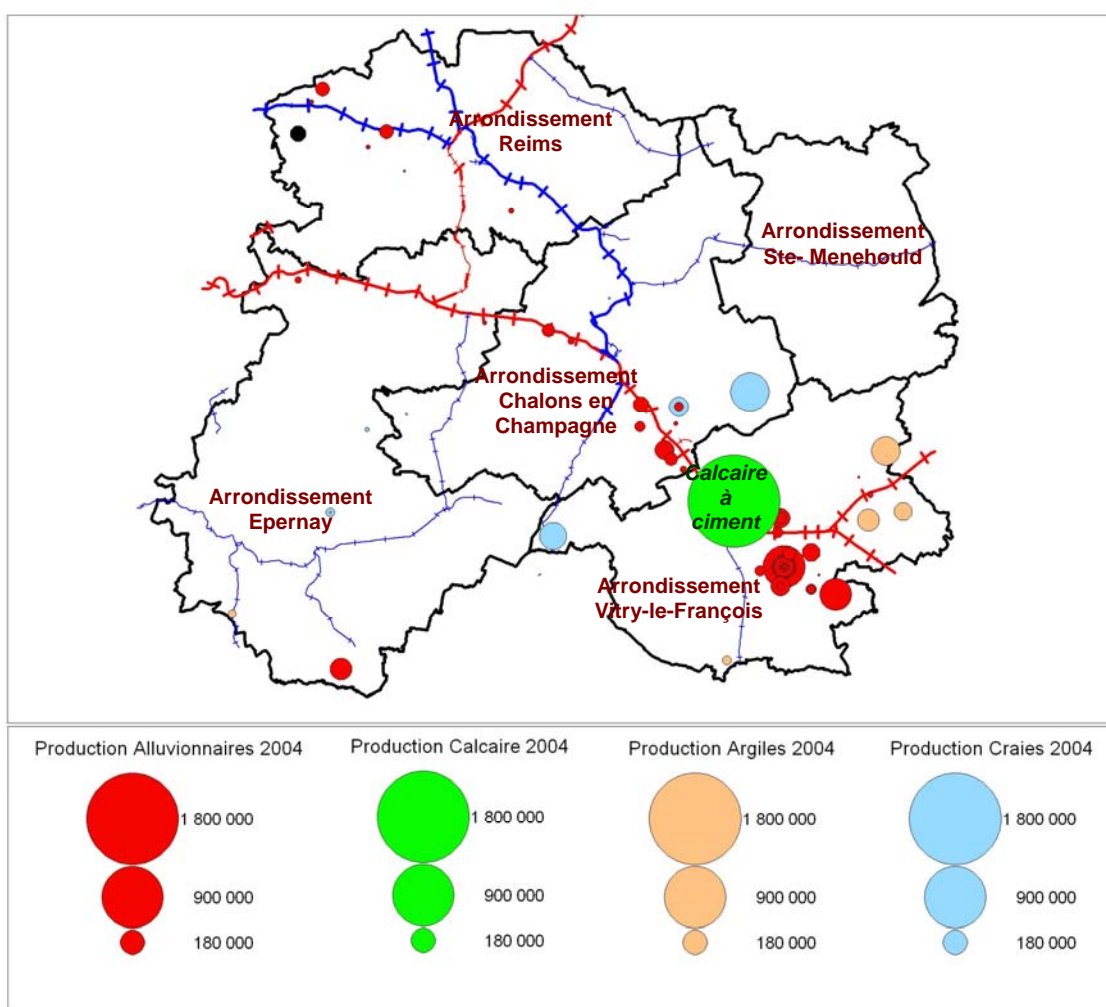 Arrondissement
Reims
Arrondissement
Ste- Menehould
Arrondissement
Chalons en
Champagne
Calcaire
à
ciment
Arrondissement
Epernay
Arrondissement
Vitry-le-François
Production Alluvionnaires 2004
1 800 000
900 000
180 000
Production Calcaire 2004
1 800 000
900 000
180 000
Production Argiles 2004
1 800 000
900 000
180 000
Production Craies 2004
1 800 000
900 000
180 000